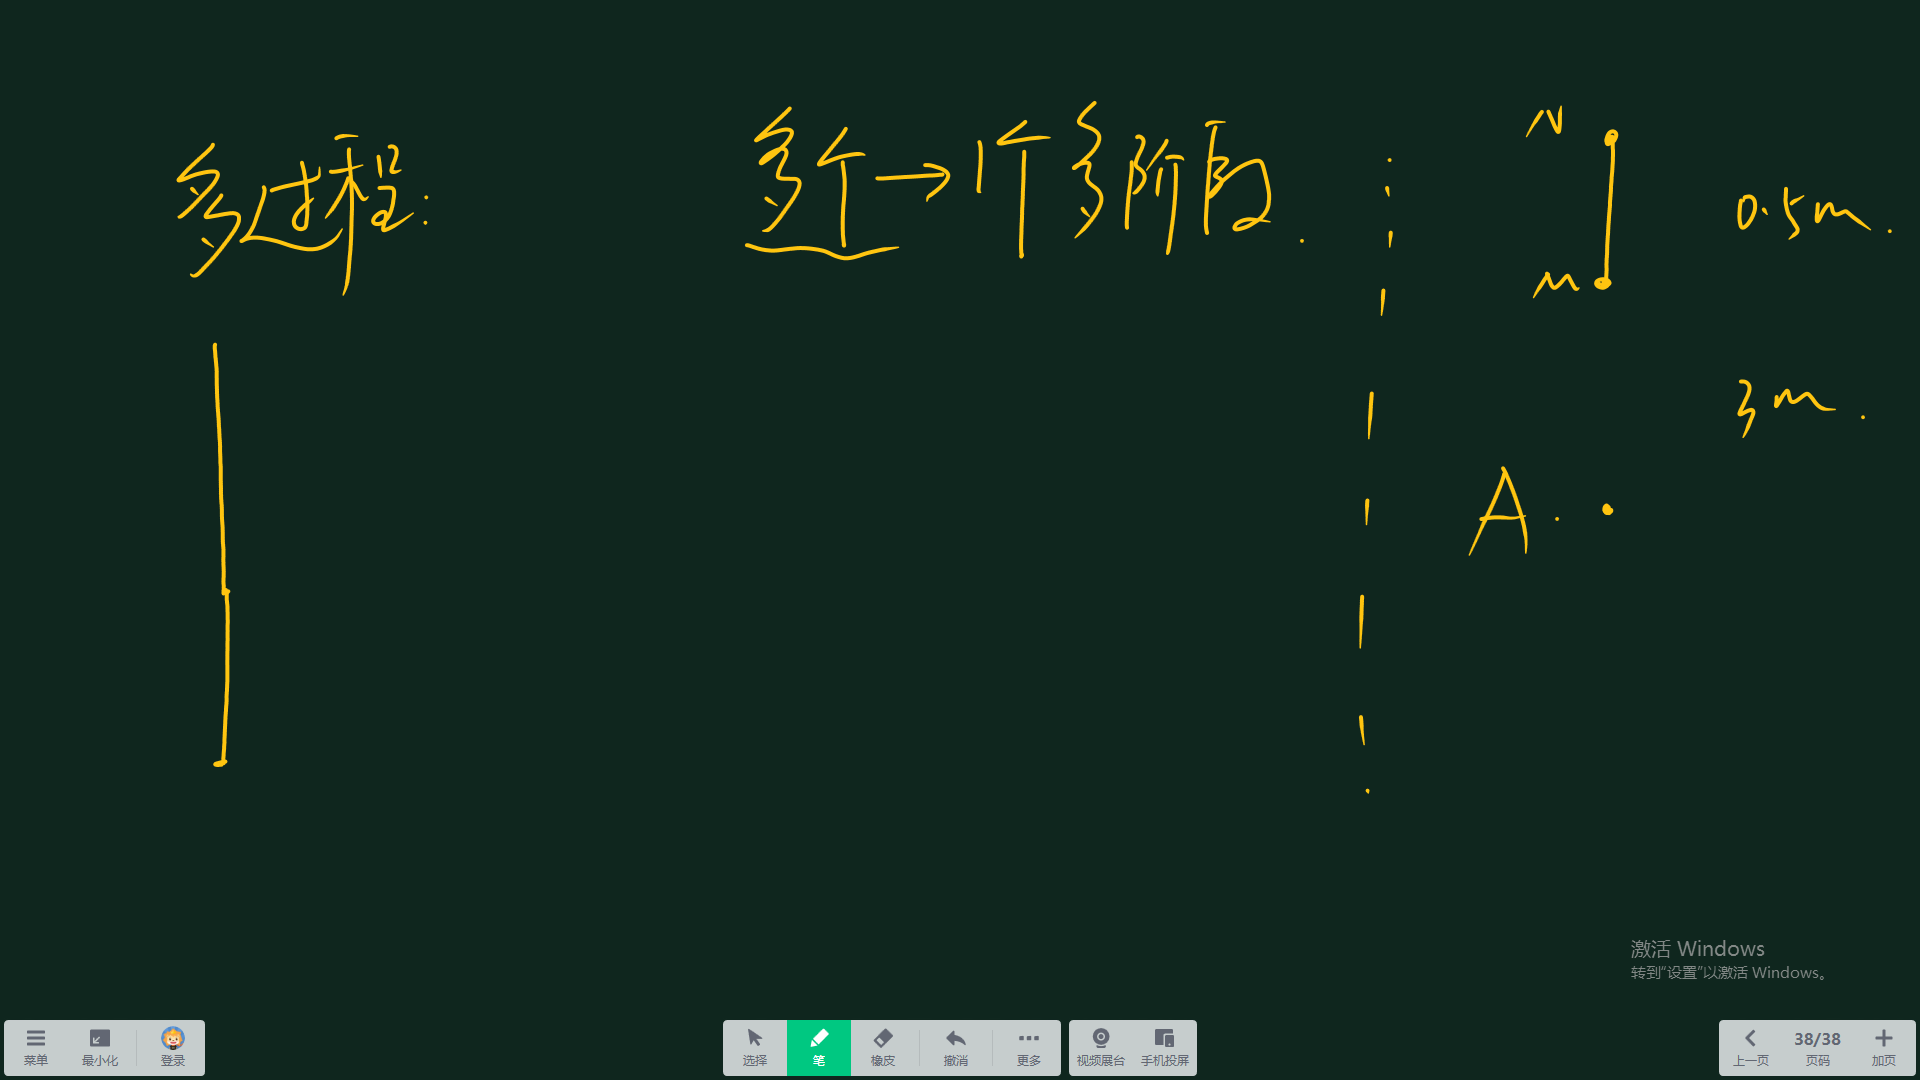 多过程:
多个→1个多阶段.
N
0.5m.
M
3m.
A.
激活 Windows
转到“设置”以激活 Windows。
菜单
最小化
登录
选择
笔
橡皮
撤消
更多
视频展台
手机投屏
上一页
38/38
页码
加页